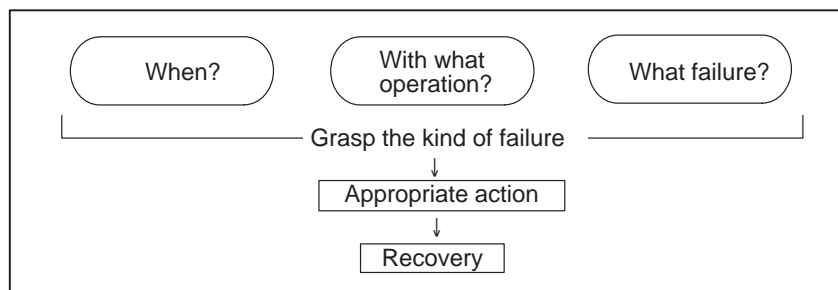 When?
With what
operation?
What failure?
Grasp the kind of failure
Appropriate action
Recovery